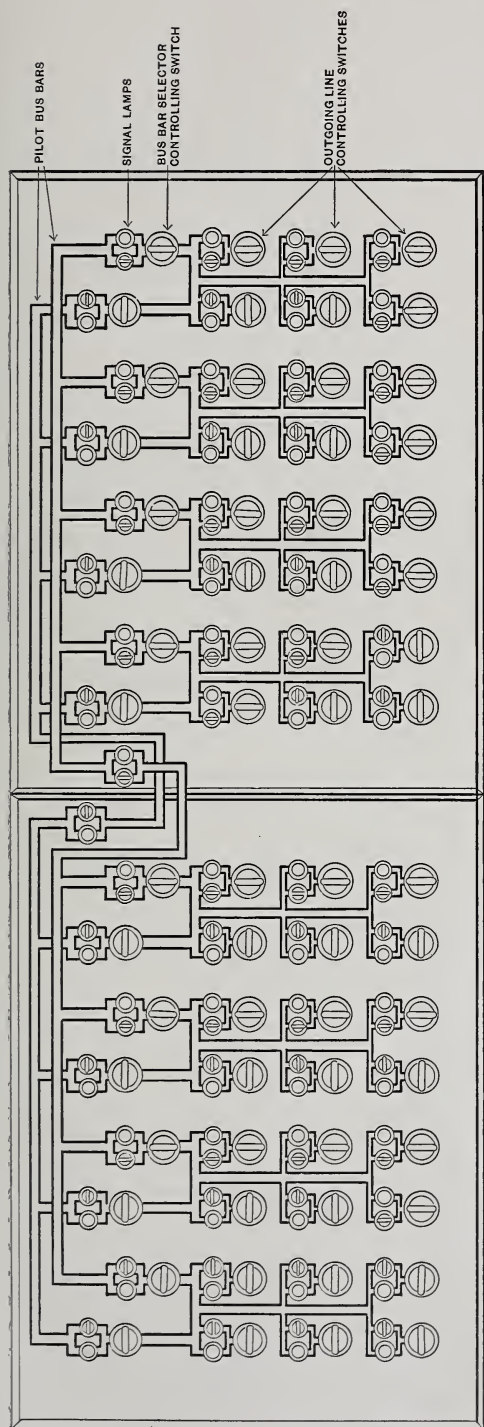 PILOT BUS BARS
SIGNAL LAMPS
BUS BAR SELECTOR
CONTROLLING SWITCH
OUTGOING LINE
CONTROLLING SWITCHES